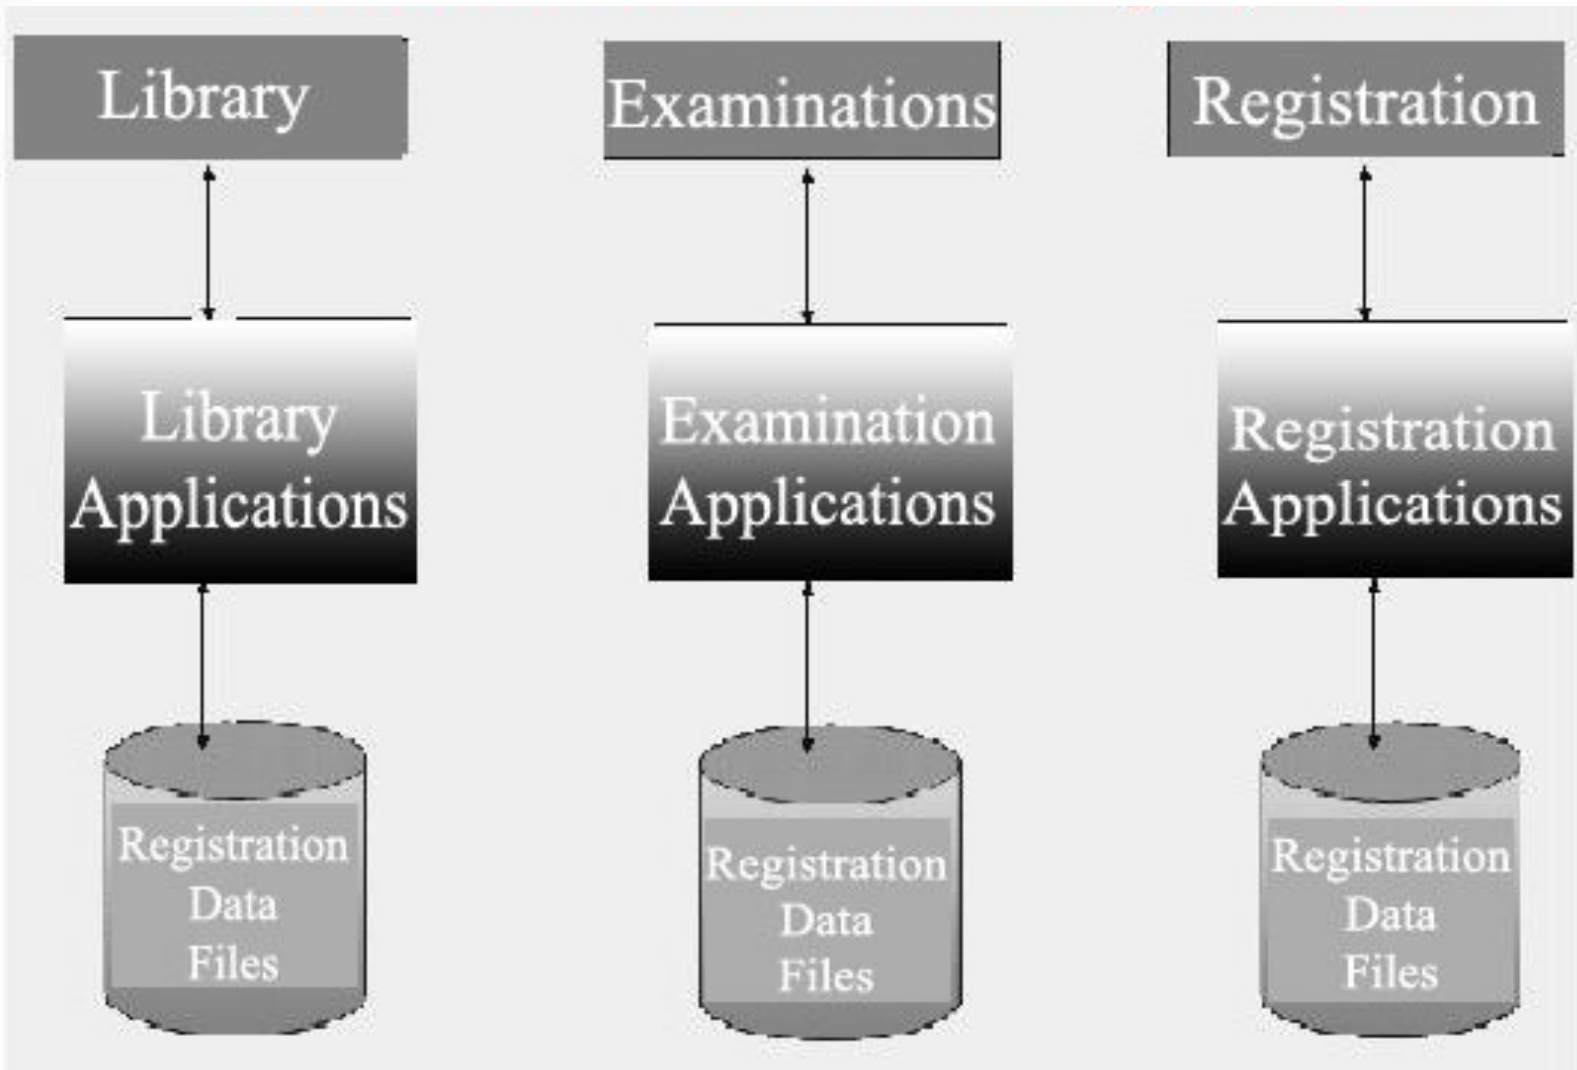 Library
Examinations
Registration
Library
Applications
Examination
Applications
Registration
Applications
Registration
Data
Files
Registration
Data
Files
Registration
Data
Files